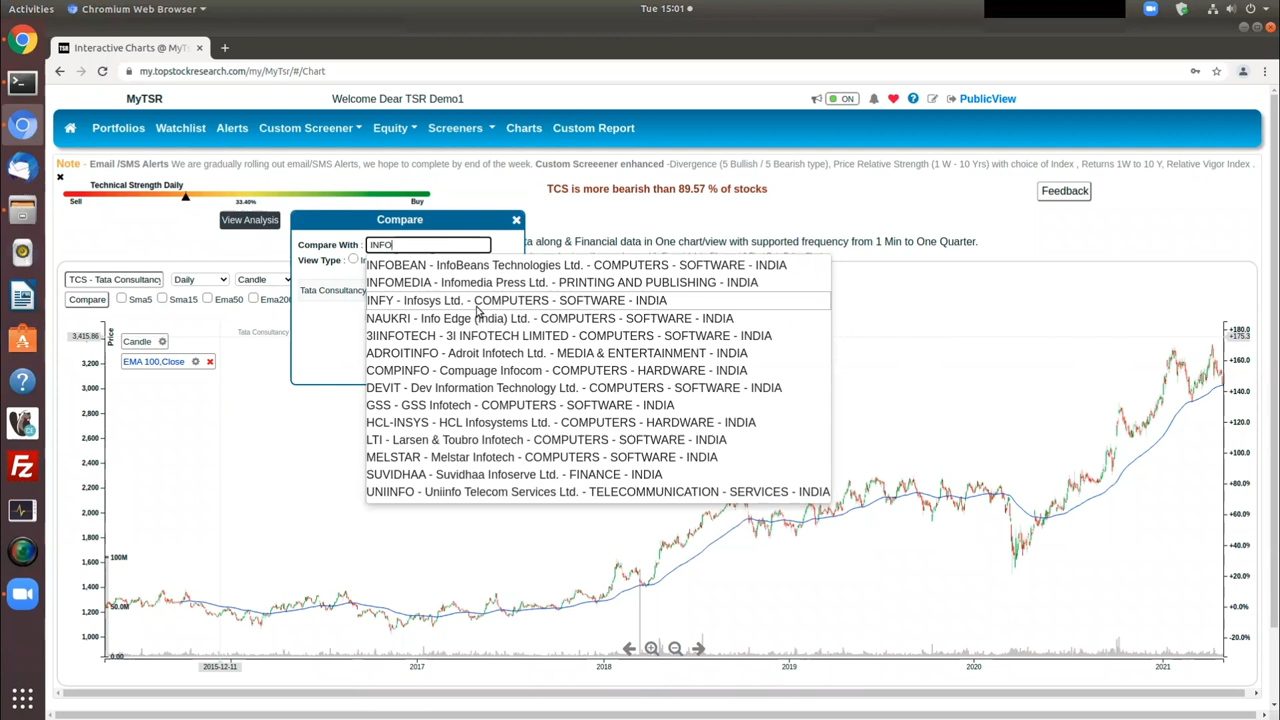 Activities Chromium Web Browser Tue 15:01
Interactive Charts @ MyT
my.topstockresearch.com/my/MyTsr/#/Chart
MyTSR Welcome Dear TSR Demo1 ON PublicView
Portfolios Watchlist Alerts Custom Screener Equity Screeners Charts Custom Report
Note - Email /SMS Alerts We are gradually rolling out email/SMS Alerts, we hope to complete by end of the week. Custom Screeener enhanced -Divergence (5 Bullish / 5 Bearish type), Price Relative Strength (1 W - 10 Yrs) with choice of Index , Returns 1W to 10 Y, Relative Vigor Index .
Technical Strength Daily
Sell 33.40% Buy
TCS is more bearish than 89.57 % of stocks
Feedback
View Analysis
Compare
ta along & Financial data in One chart/view with supported frequency from 1 Min to One Quarter.
Compare With : INFO
View Type :
Tata Consultancy
INFOBEAN - InfoBeans Technologies Ltd. - COMPUTERS - SOFTWARE - INDIA
INFOMEDIA - Infomedia Press Ltd. - PRINTING AND PUBLISHING - INDIA
INFY - Infosys Ltd. - COMPUTERS - SOFTWARE - INDIA
NAUKRI - Info Edge (India) Ltd. - COMPUTERS - SOFTWARE - INDIA
3IINFOTECH - 3I INFOTECH LIMITED - COMPUTERS - SOFTWARE - INDIA
ADROITINFO - Adroit Infotech Ltd. - MEDIA & ENTERTAINMENT - INDIA
COMPINFO - Compuage Infocom - COMPUTERS - HARDWARE - INDIA
DEVIT - Dev Information Technology Ltd. - COMPUTERS - SOFTWARE - INDIA
GSS - GSS Infotech - COMPUTERS - SOFTWARE - INDIA
HCL-INSYS - HCL Infosystems Ltd. - COMPUTERS - HARDWARE - INDIA
LTI - Larsen & Toubro Infotech - COMPUTERS - SOFTWARE - INDIA
MELSTAR - Melstar Infotech - COMPUTERS - SOFTWARE - INDIA
SUVIDHAA - Suvidhaa Infoserve Ltd. - FINANCE - INDIA
UNIINFO - Uniinfo Telecom Services Ltd. - TELECOMMUNICATION - SERVICES - INDIA
TCS - Tata Consultancy Daily Candle
Compare Sma5 Sma15 Ema50 Ema200
3,415.86 Price Tata Consultancy
Candle
EMA 100,Close
3,200
3,000
2,800
2,600
2,400
2,200
2,000
1,800
1,600
1,400
1,200
1,000
100M
50.0M
0.00
+180.0
+175.3
+160.0
+140.0
+120.0
+100.0
+80.0%
+60.0%
+40.0%
+20.0%
+0.0%
-20.0%
2015-12-11 2017 2018 2019 2020 2021